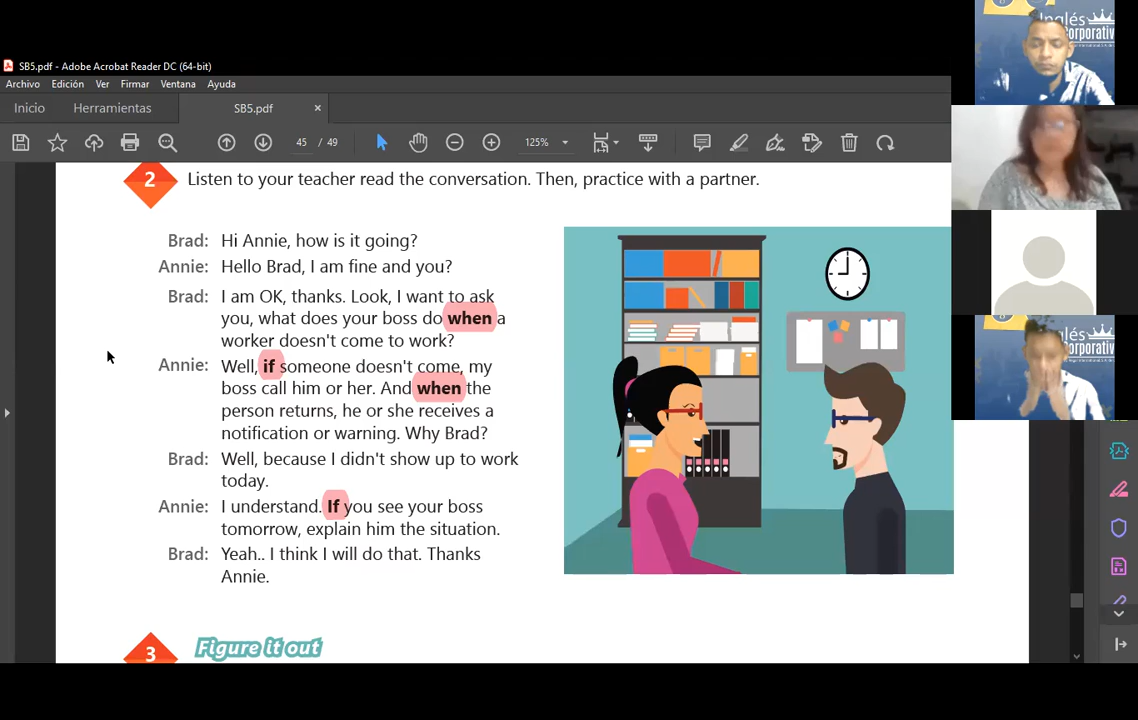 SB5.pdf - Adobe Acrobat Reader DC (64-bit)
Archivo Edición Ver Firmar Ventana Ayuda
Inicio Herramientas SB5.pdf ×
45 / 49 125%
2 Listen to your teacher read the conversation. Then, practice with a partner.
Brad: Hi Annie, how is it going?
Annie: Hello Brad, I am fine and you?
Brad: I am OK, thanks. Look, I want to ask
you, what does your boss do when a
worker doesn't come to work?
Annie: Well, if someone doesn't come, my
boss call him or her. And when the
person returns, he or she receives a
notification or warning. Why Brad?
Brad: Well, because I didn't show up to work
today.
Annie: I understand. If you see your boss
tomorrow, explain him the situation.
Brad: Yeah.. I think I will do that. Thanks
Annie.
3 Figure it out
Inglés
Corporativ
Inglés
Corporativ